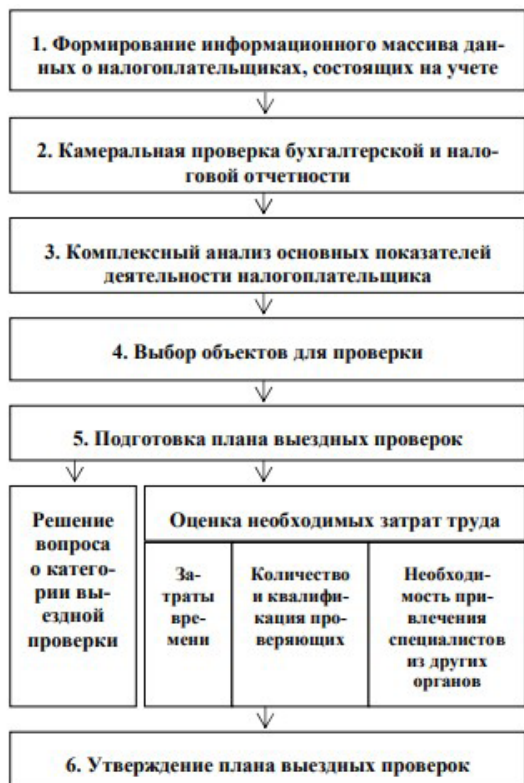 1. Формирование информационного массива дан-
ных о налогоплательщиках, состоящих на учете
2. Камеральная проверка бухгалтерской и нало-
говой отчетности
3. Комплексный анализ основных показателей
деятельности налогоплательщика
4. Выбор объектов для проверки
5. Подготовка плана выездных проверок
Решение
вопроса
о катего-
рии вы-
ездной
проверки
Оценка необходимых затрат труда
За-
траты
вре-
мени
Количество
и квалифи-
кация про-
веряющих
Необходи-
мость при-
влечения
специалистов
из других
органов
6. Утверждение плана выездных проверок